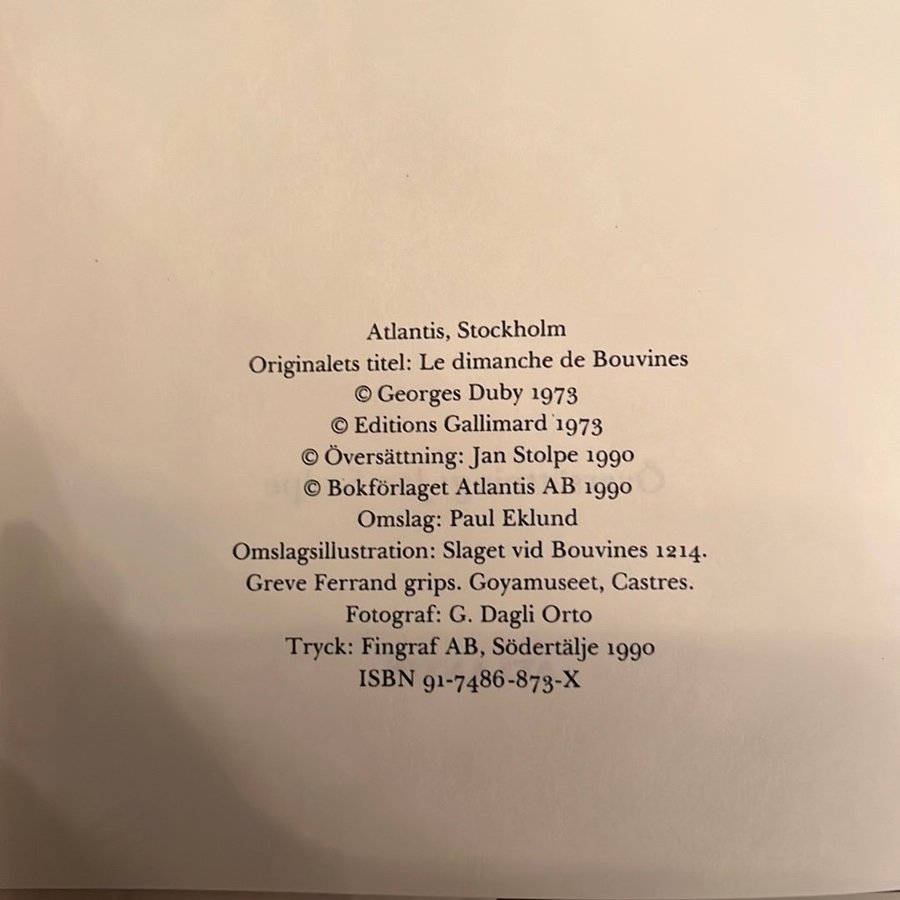 Atlantis, Stockholm
Originalets titel: Le dimanche de Bouvines
© Georges Duby 1973
© Editions Gallimard 1973
© Översättning: Jan Stolpe 1990
© Bokförlaget Atlantis AB 1990
Omslag: Paul Eklund
Omslagsillustration: Slaget vid Bouvines 1214.
Greve Ferrand grips. Goyamuseet, Castres.
Fotograf: G. Dagli Orto
Tryck: Fingraf AB, Södertälje 1990
ISBN 91-7486-873-X